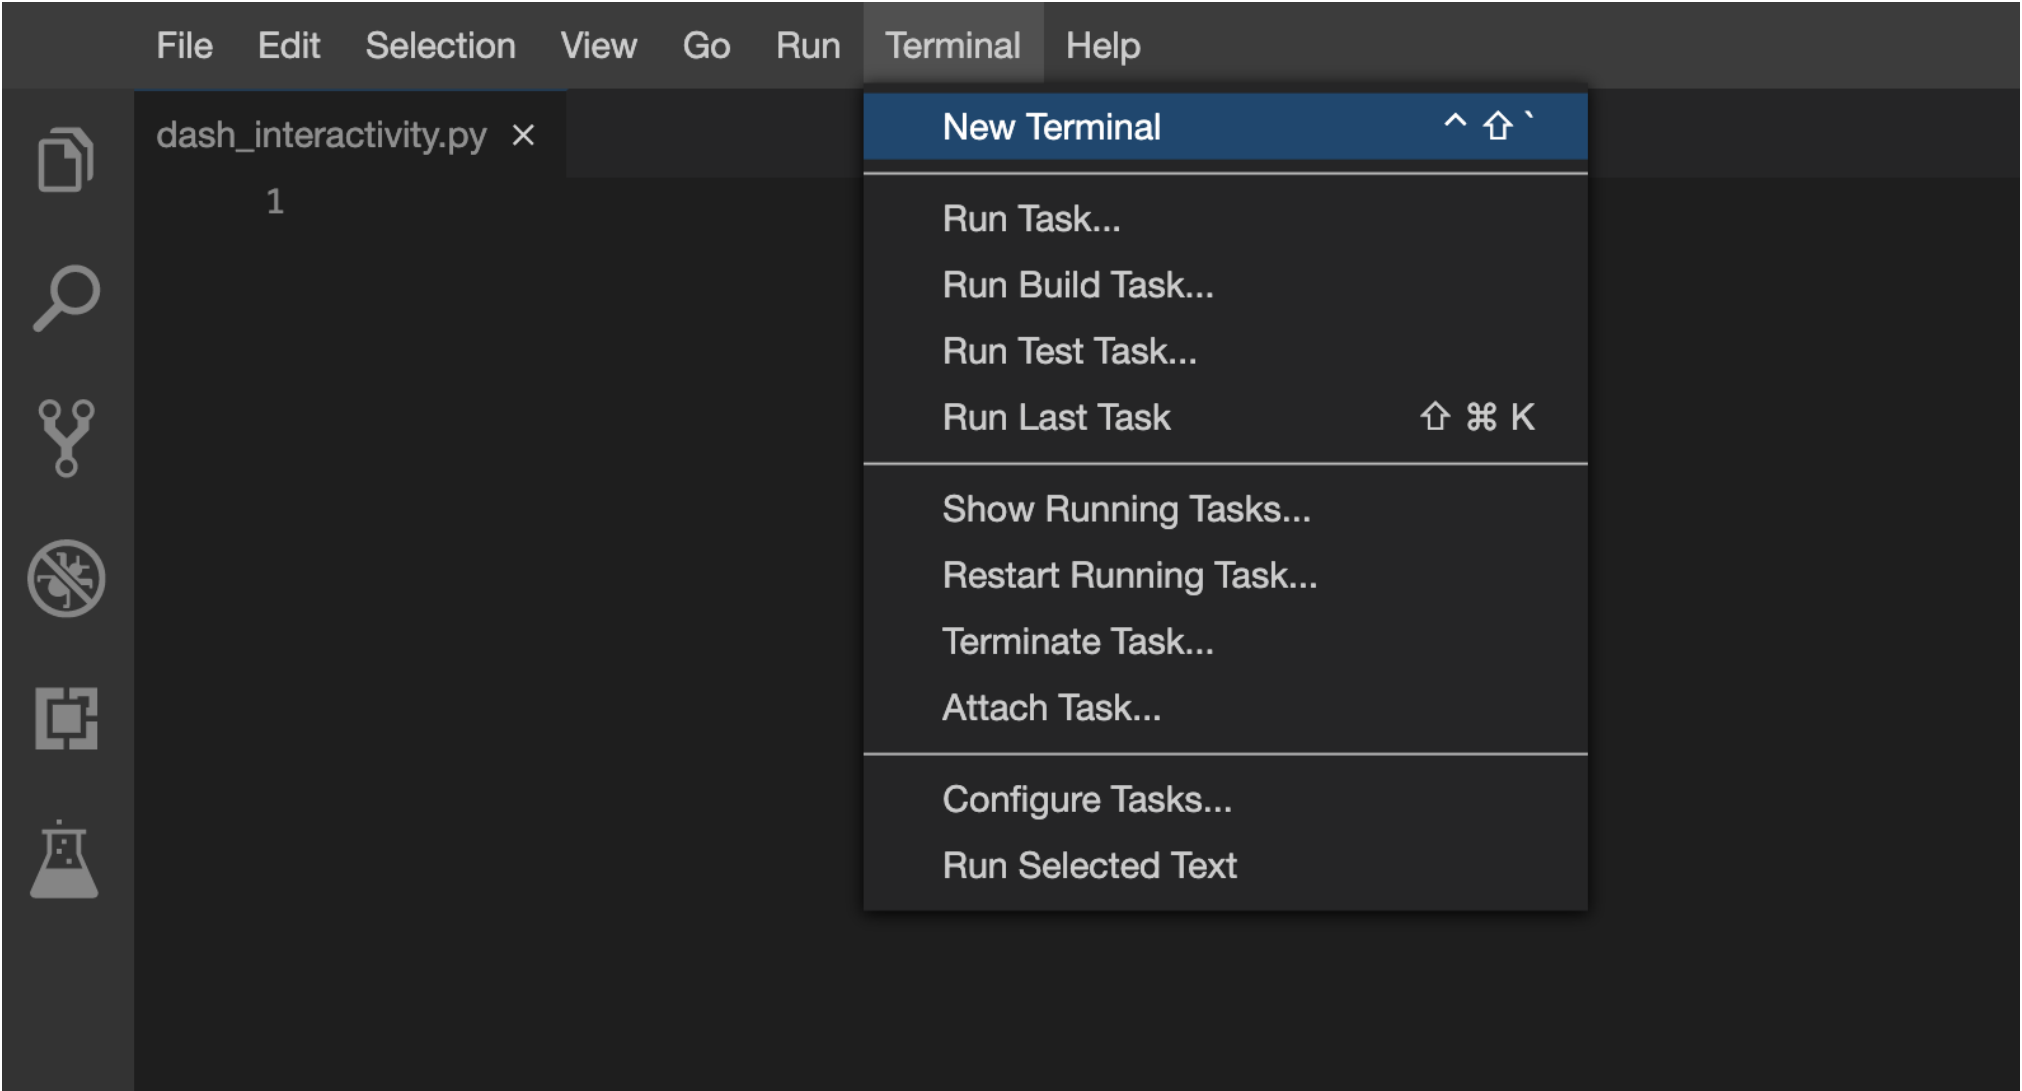 File Edit Selection View Go Run Terminal Help
dash_interactivity.py ×
1
New Terminal ^ ⇧ `
Run Task...
Run Build Task...
Run Test Task...
Run Last Task ⇧ ⌘ K
Show Running Tasks...
Restart Running Task...
Terminate Task...
Attach Task...
Configure Tasks...
Run Selected Text